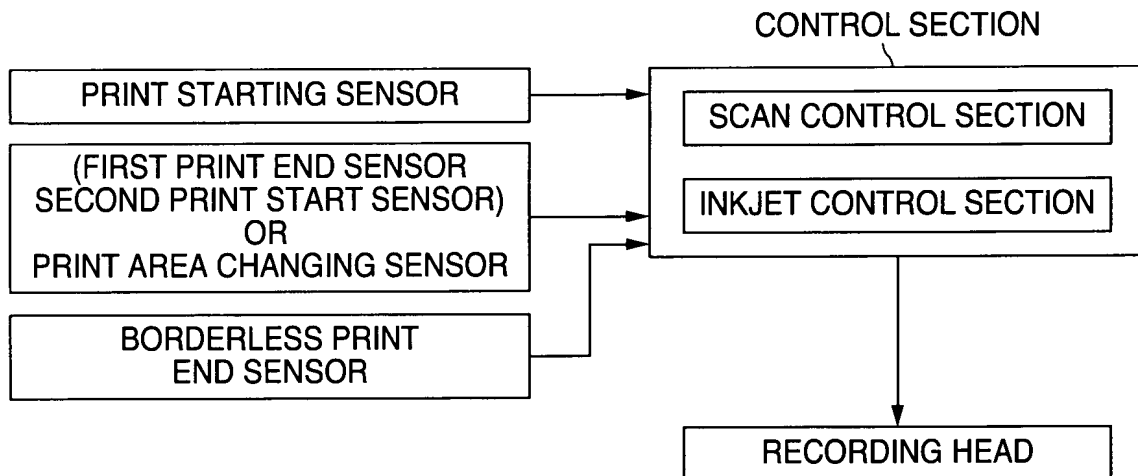 CONTROL SECTION
PRINT STARTING SENSOR
SCAN CONTROL SECTION
(FIRST PRINT END SENSOR
SECOND PRINT START SENSOR)
OR
PRINT AREA CHANGING SENSOR
INKJET CONTROL SECTION
BORDERLESS PRINT
END SENSOR
RECORDING HEAD